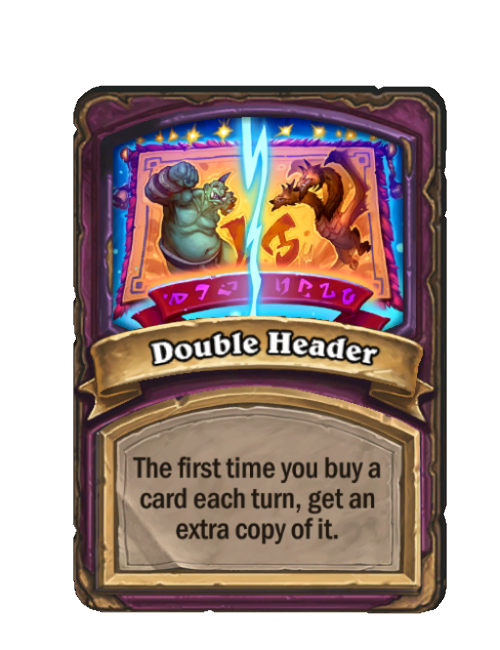 Double Header
The first time you buy a
card each turn, get an
extra copy of it.